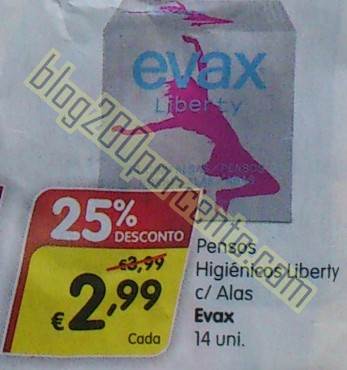 evax
Liberty
blog200porcento.com
25%
DESCONTO
€3,99
€2,99
Cada
Pensos
Higiénicos Liberty
c/ Alas
Evax
14 uni.